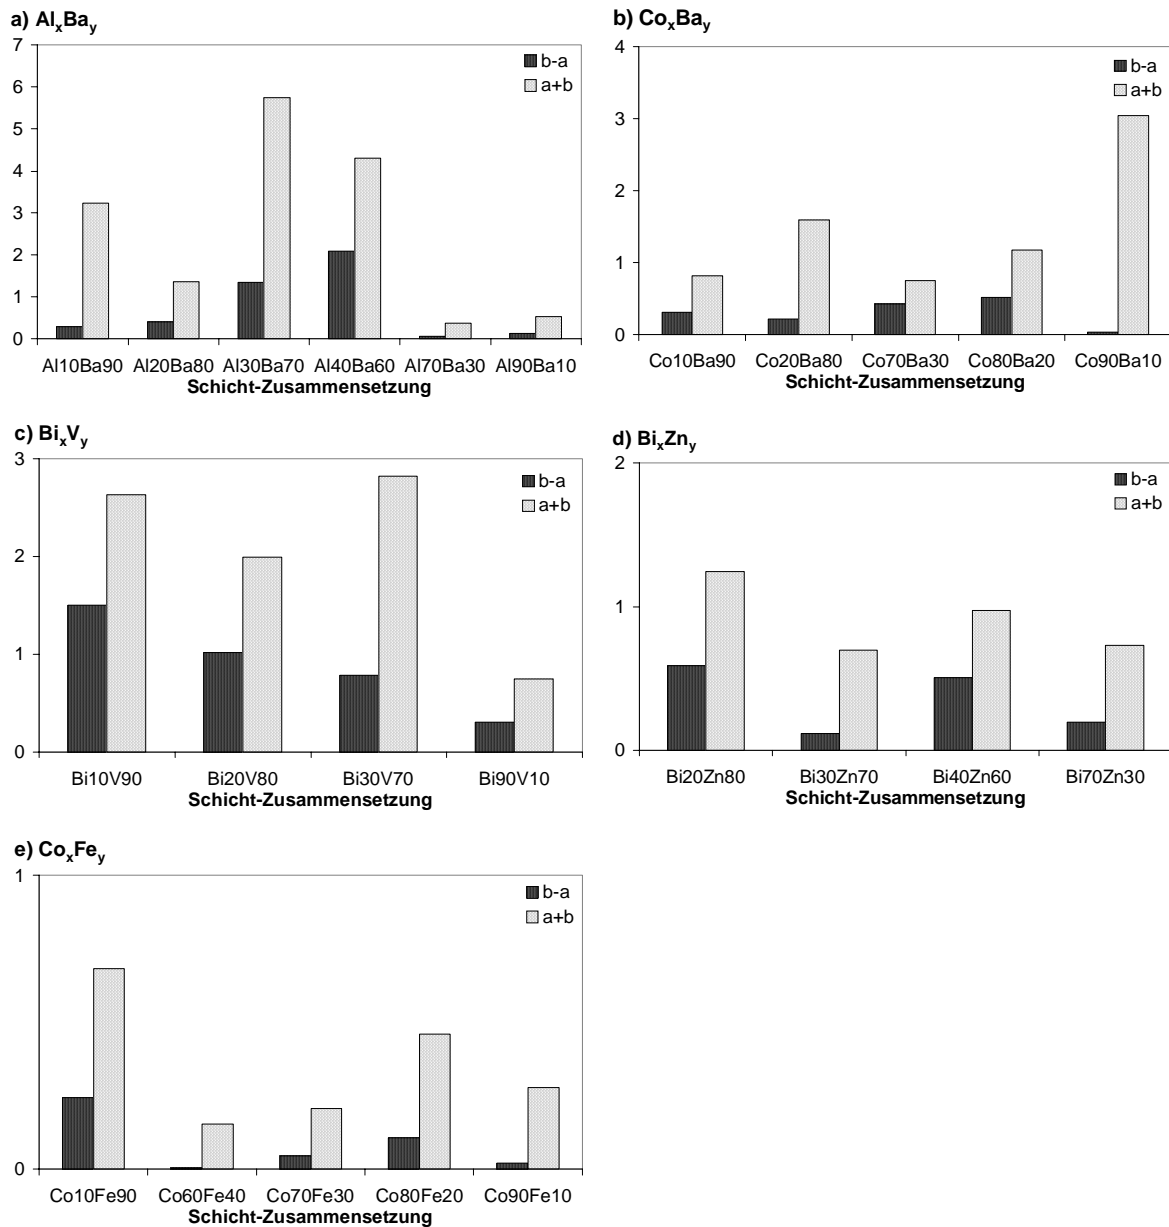 a) AlxBay
7
6
5
4
3
2
1
0
b-a
a+b
Al10Ba90 Al20Ba80 Al30Ba70 Al40Ba60 Al70Ba30 Al90Ba10
Schicht-Zusammensetzung
b) CoxBay
4
3
2
1
0
b-a
a+b
Co10Ba90 Co20Ba80 Co70Ba30 Co80Ba20 Co90Ba10
Schicht-Zusammensetzung
c) BixVy
3
2
1
0
b-a
a+b
Bi10V90 Bi20V80 Bi30V70 Bi90V10
Schicht-Zusammensetzung
d) BixZny
2
1
0
b-a
a+b
Bi20Zn80 Bi30Zn70 Bi40Zn60 Bi70Zn30
Schicht-Zusammensetzung
e) CoxFey
1
0
b-a
a+b
Co10Fe90 Co60Fe40 Co70Fe30 Co80Fe20 Co90Fe10
Schicht-Zusammensetzung